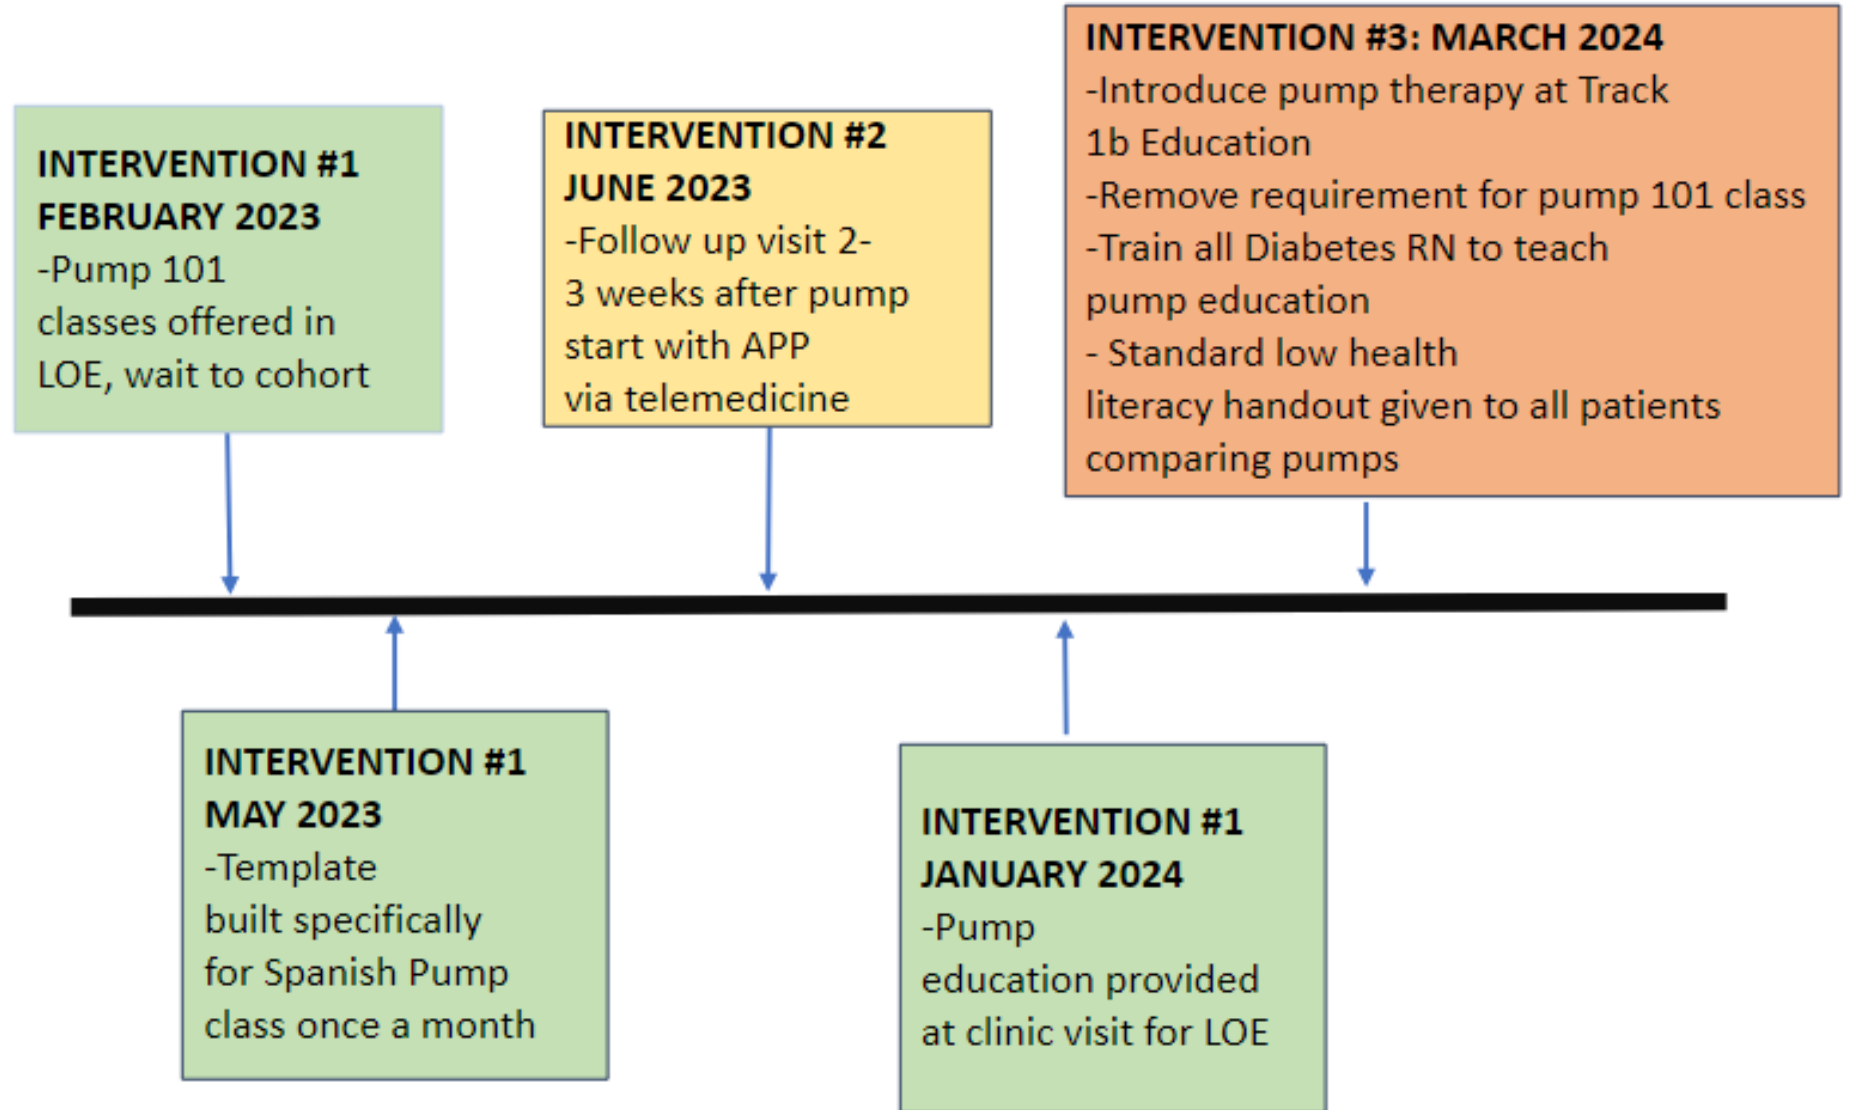 INTERVENTION #1
FEBRUARY 2023
-Pump 101
classes offered in
LOE, wait to cohort
INTERVENTION #2
JUNE 2023
-Follow up visit 2-
3 weeks after pump
start with APP
via telemedicine
INTERVENTION #3: MARCH 2024
-Introduce pump therapy at Track
1b Education
-Remove requirement for pump 101 class
-Train all Diabetes RN to teach
pump education
- Standard low health
literacy handout given to all patients
comparing pumps
INTERVENTION #1
MAY 2023
-Template
built specifically
for Spanish Pump
class once a month
INTERVENTION #1
JANUARY 2024
-Pump
education provided
at clinic visit for LOE